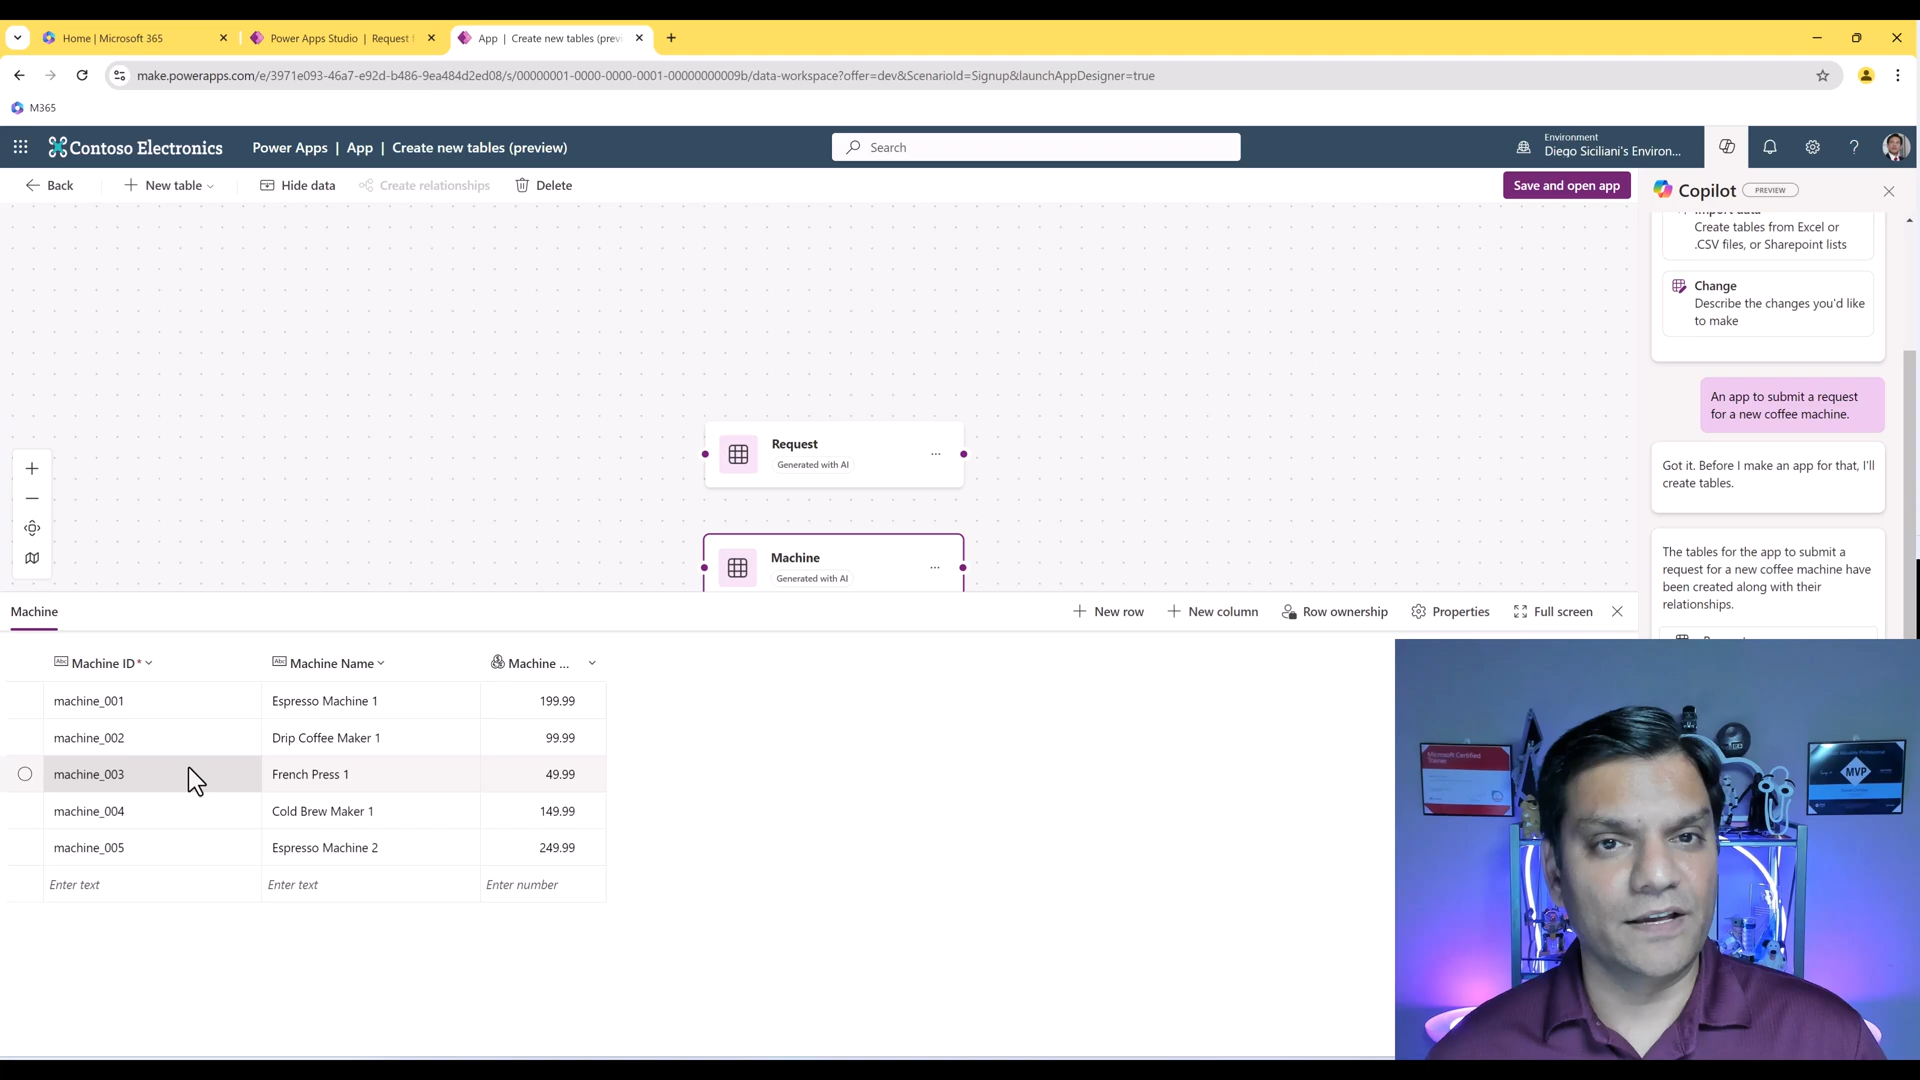 Home | Microsoft 365
Power Apps Studio | Request
App | Create new tables (previ
make.powerapps.com/e/3971e093-46a7-e92d-b486-9ea484d2ed08/s/00000001-0000-0000-0001-00000000009b/data-workspace?offer=dev&ScenarioId=Signup&launchAppDesigner=true
M365
Contoso Electronics
Power Apps | App | Create new tables (preview)
Search
Environment
Diego Siciliani's Environ...
Back
New table
Hide data
Create relationships
Delete
Save and open app
Copilot PREVIEW
Import data
Create tables from Excel or
.CSV files, or Sharepoint lists
Change
Describe the changes you'd like
to make
An app to submit a request
for a new coffee machine.
Got it. Before I make an app for that, I'll
create tables.
The tables for the app to submit a
request for a new coffee machine have
been created along with their
relationships.
Request
Generated with AI
Machine
Generated with AI
Machine
New row
New column
Row ownership
Properties
Full screen
Machine ID* Machine Name Machine ...
machine_001 Espresso Machine 1 199.99
machine_002 Drip Coffee Maker 1 99.99
machine_003 French Press 1 49.99
machine_004 Cold Brew Maker 1 149.99
machine_005 Espresso Machine 2 249.99
Enter text Enter text Enter number
Microsoft Certified
Trainer
MVP